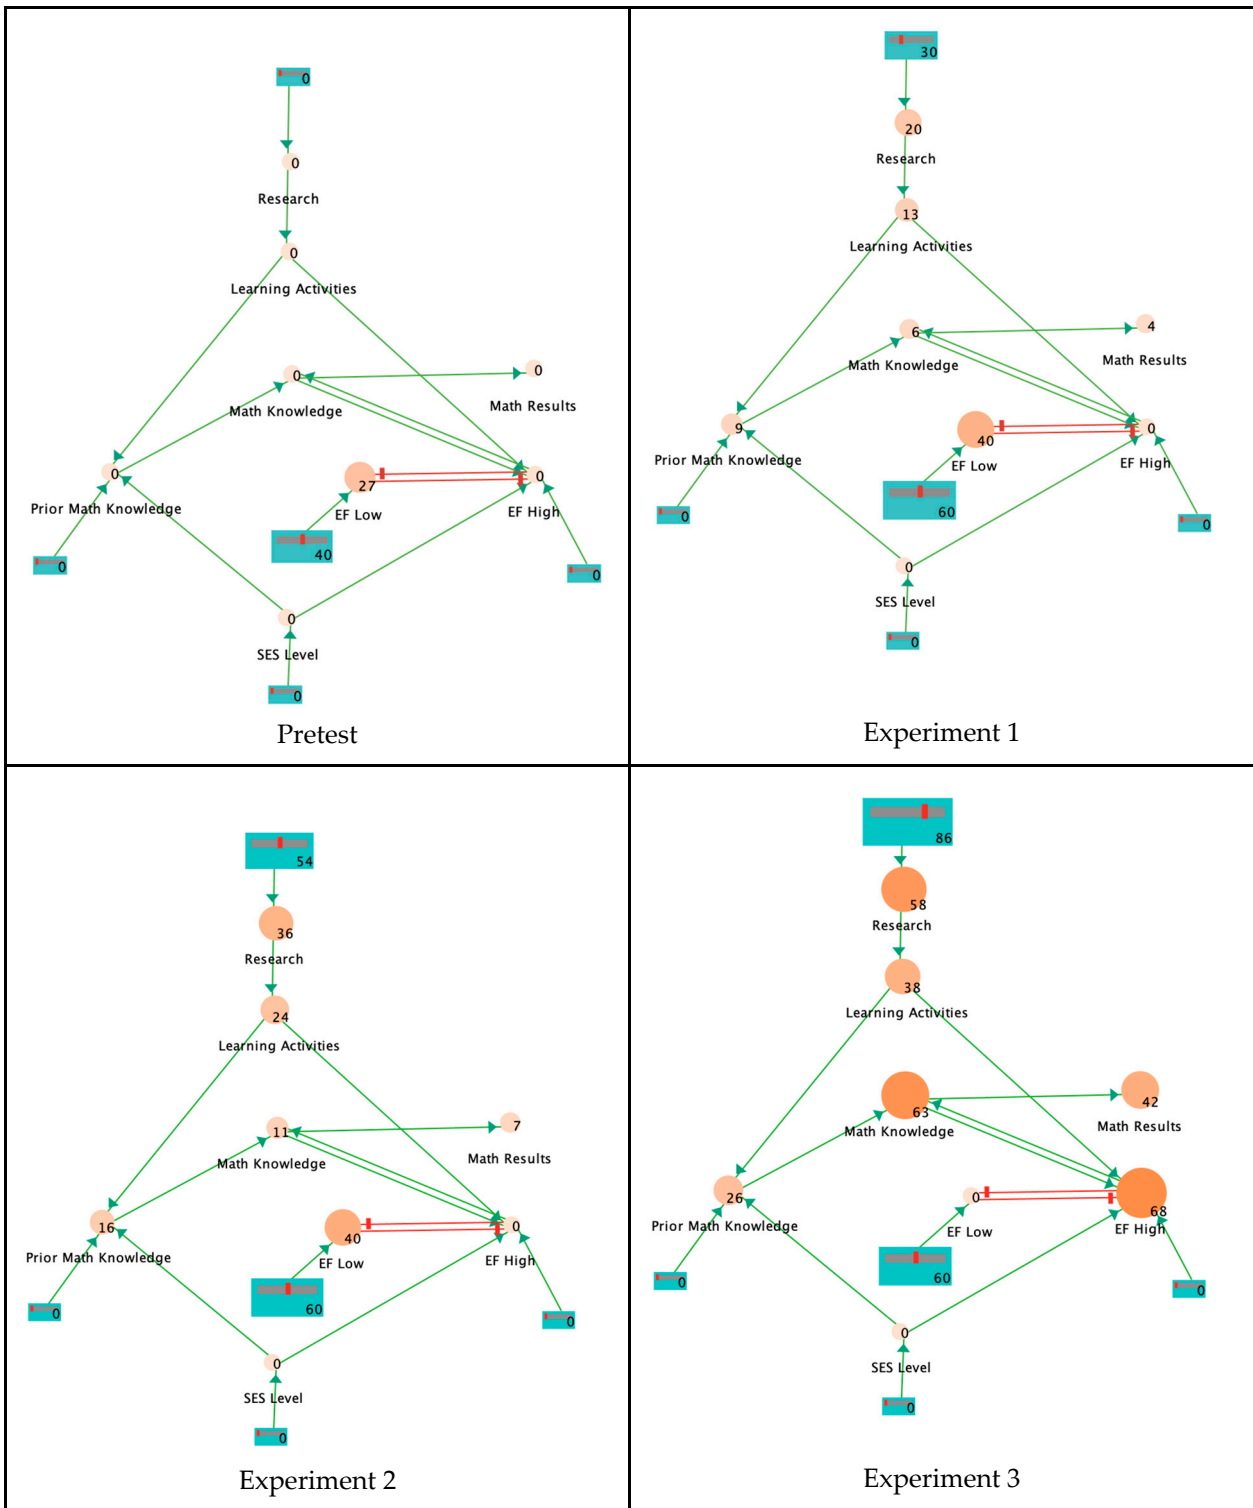 0
0
Research
0
Learning Activities
0
0
Math Knowledge
Math Results
0
27
0
Prior Math Knowledge
EF Low
EF High
40
0
0
0
SES Level
0
Pretest
30
20
Research
13
Learning Activities
6
4
Math Knowledge
Math Results
9
40
0
Prior Math Knowledge
EF Low
EF High
60
0
0
0
SES Level
0
Experiment 1
54
36
Research
24
Learning Activities
11
7
Math Knowledge
Math Results
16
40
0
Prior Math Knowledge
EF Low
EF High
60
0
0
0
SES Level
0
Experiment 2
86
58
Research
38
Learning Activities
63
42
Math Knowledge
Math Results
26
0
68
Prior Math Knowledge
EF Low
EF High
60
0
0
0
SES Level
0
Experiment 3